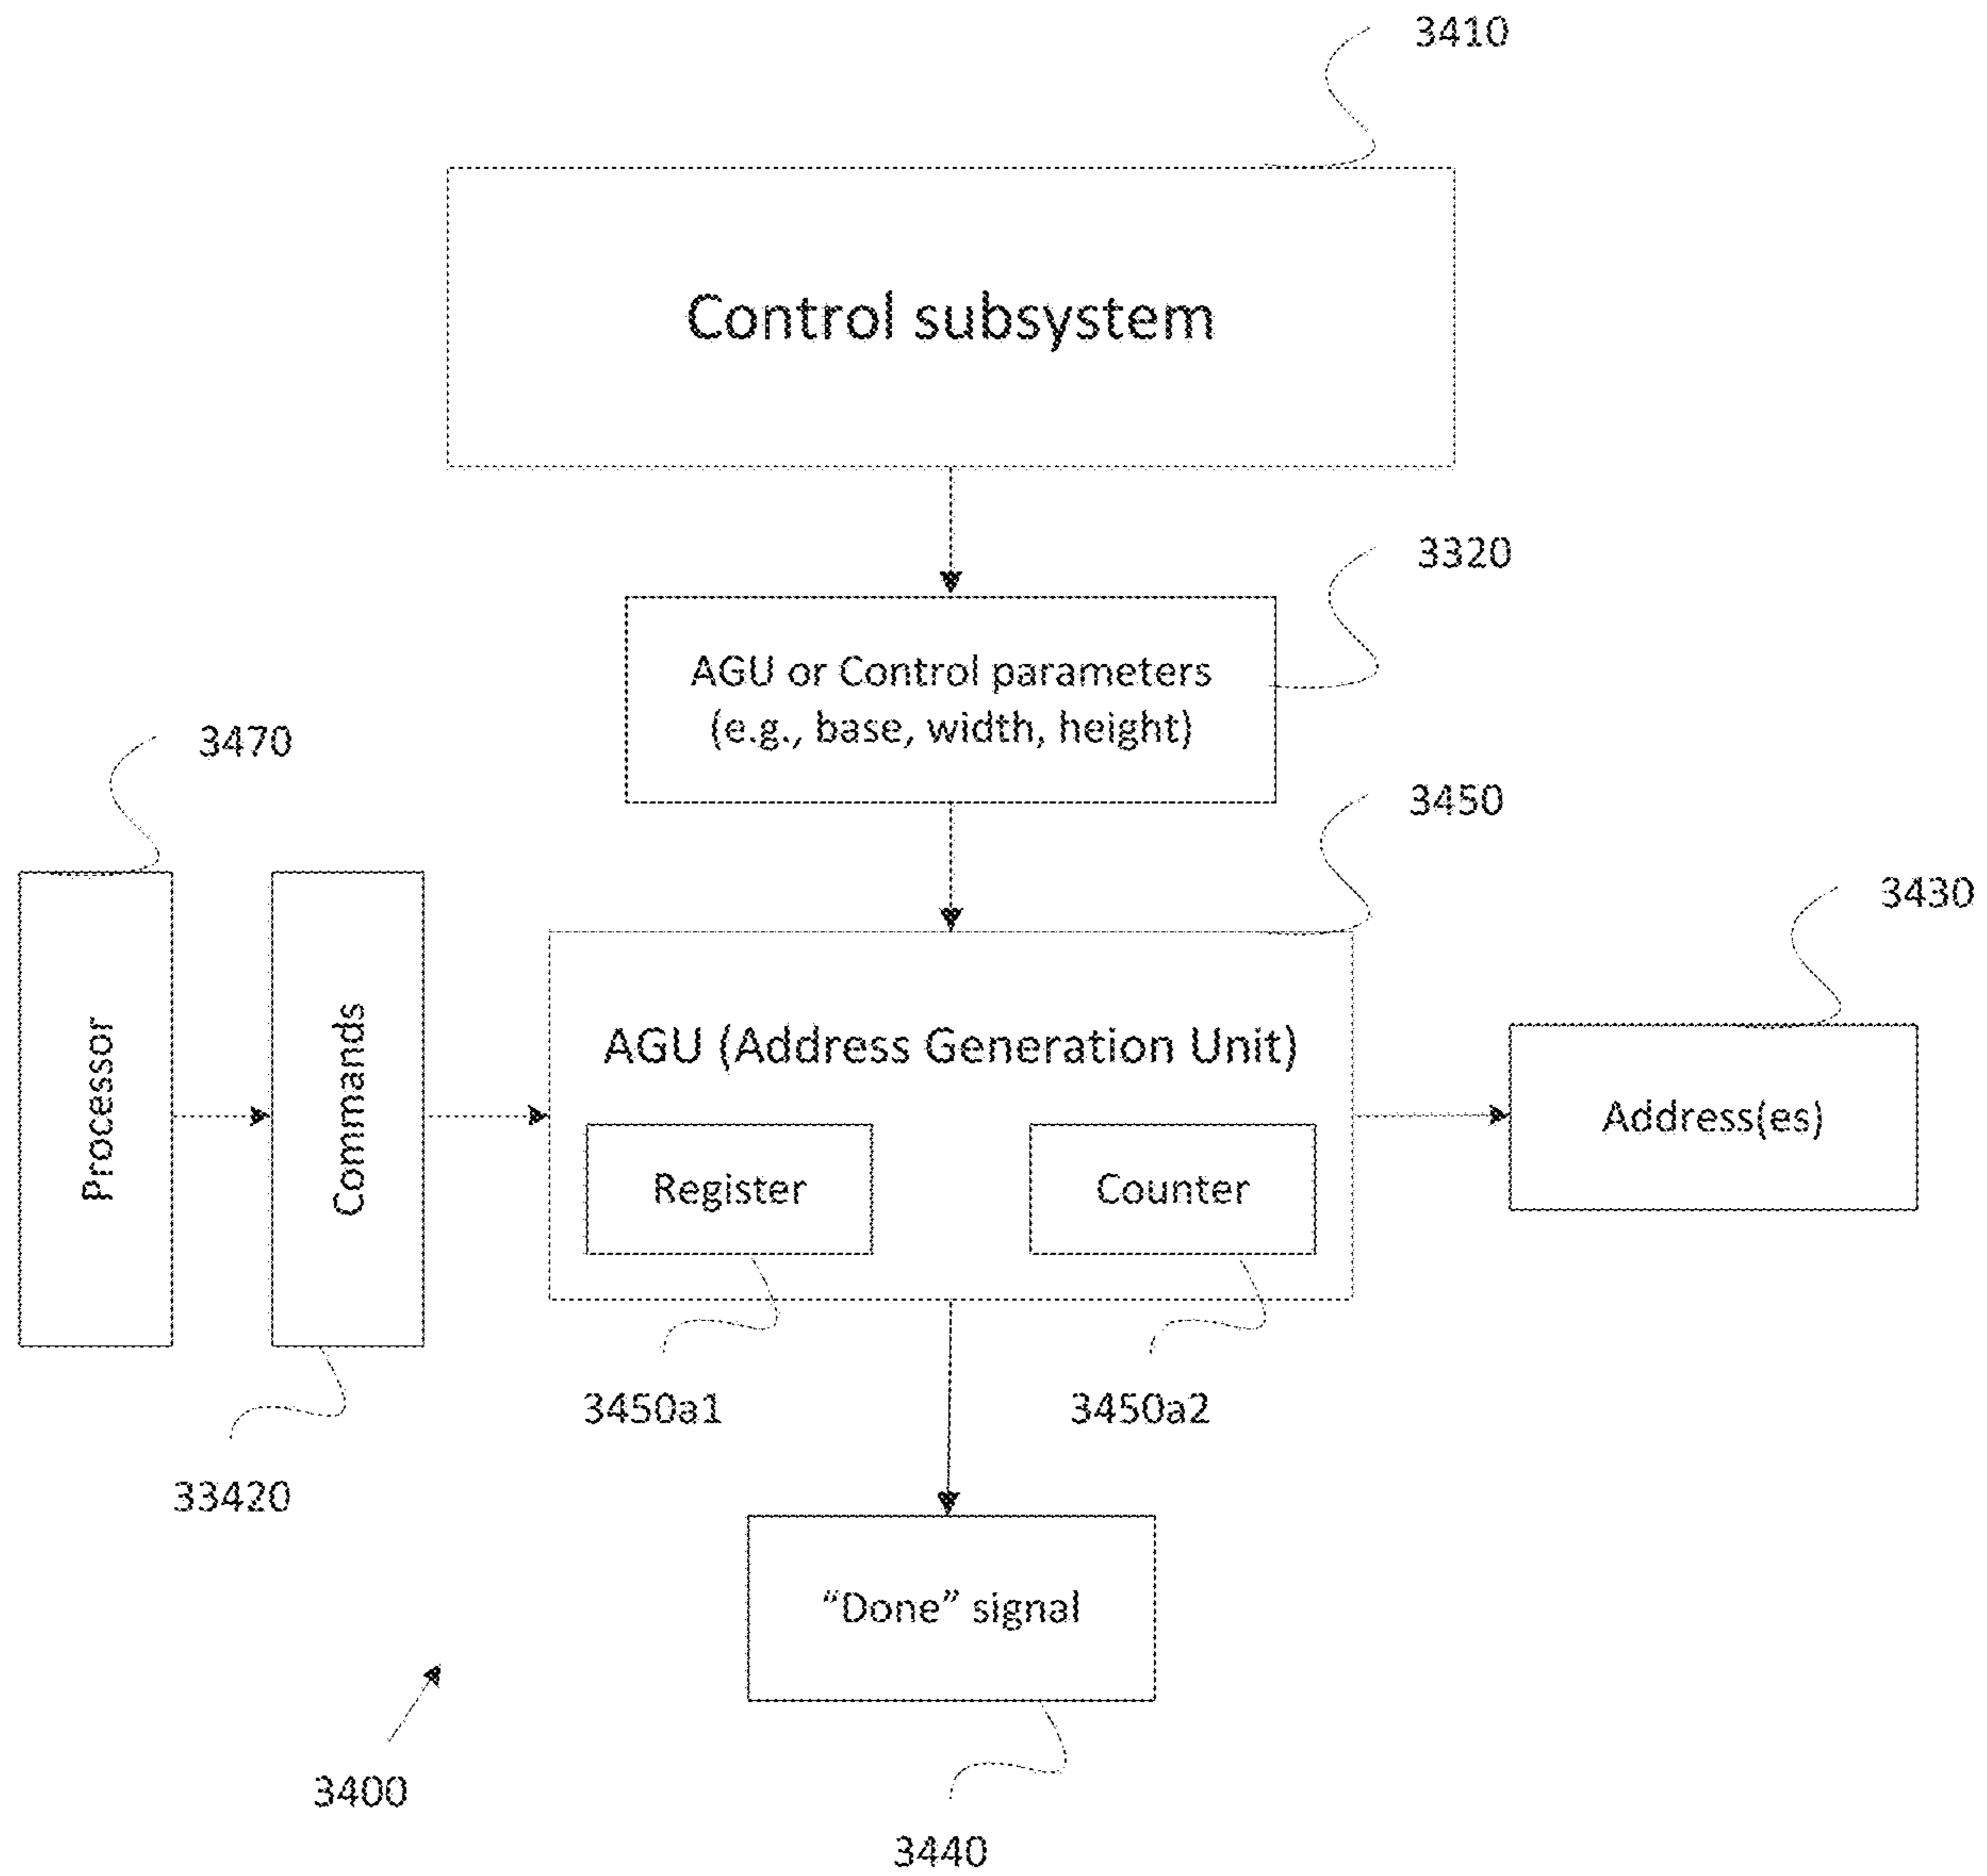 3410
Control subsystem
3320
AGU or Control parameters
(e.g., base, width, height)
3470
3450
3430
Processor
Commands
AGU (Address Generation Unit)
Register
Counter
Address(es)
3450a1
3450a2
33420
“Done” signal
3400
3440